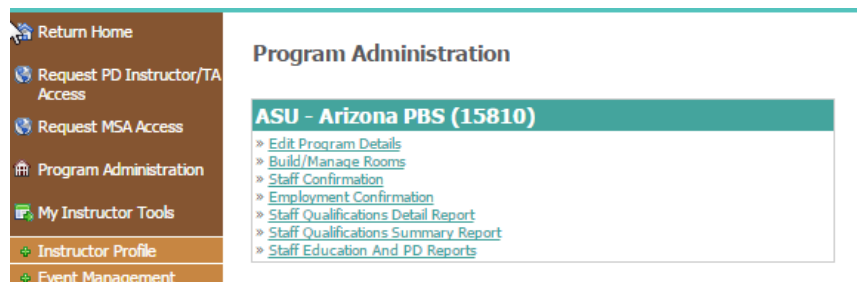 Return Home
Request PD Instructor/TA
Access
Request MSA Access
Program Administration
My Instructor Tools
Instructor Profile
Event Management
Program Administration
ASU - Arizona PBS (15810)
» Edit Program Details
» Build/Manage Rooms
» Staff Confirmation
» Employment Confirmation
» Staff Qualifications Detail Report
» Staff Qualifications Summary Report
» Staff Education And PD Reports